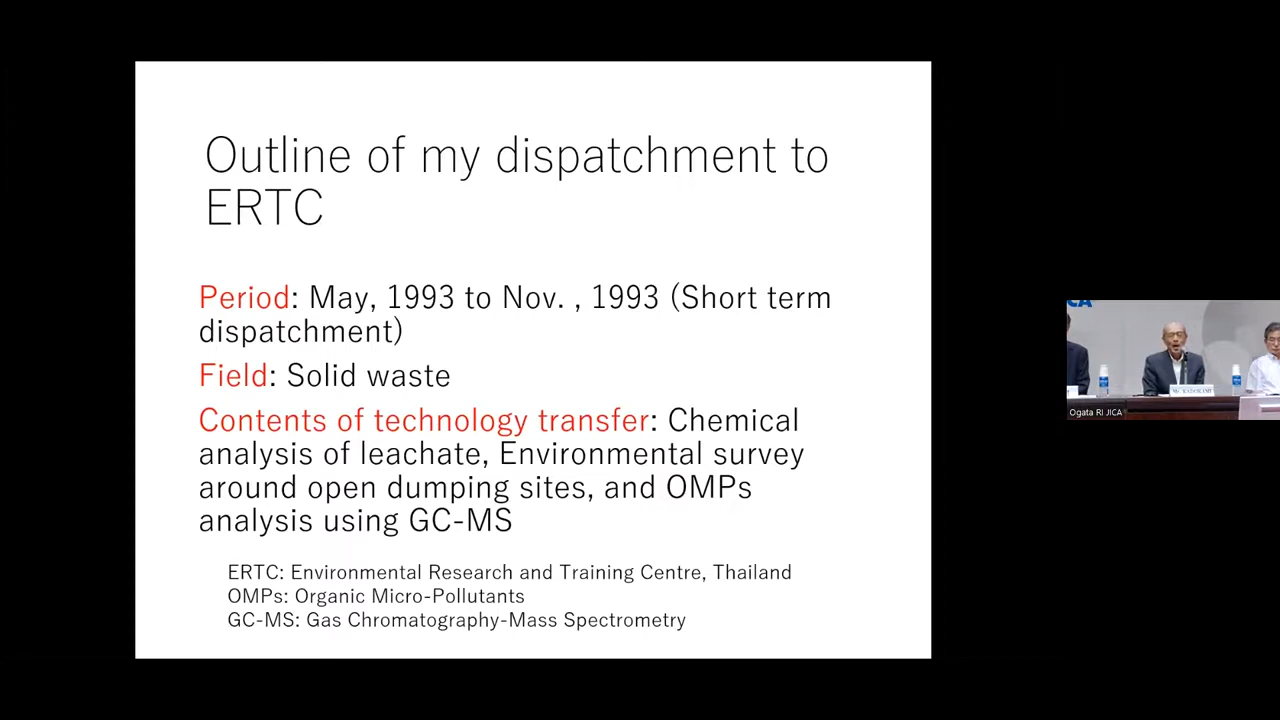 Outline of my dispatchment to
ERTC
Period: May, 1993 to Nov. , 1993 (Short term
dispatchment)
Field: Solid waste
Contents of technology transfer: Chemical
analysis of leachate, Environmental survey
around open dumping sites, and OMPs
analysis using GC-MS
ERTC: Environmental Research and Training Centre, Thailand
OMPs: Organic Micro-Pollutants
GC-MS: Gas Chromatography-Mass Spectrometry
CA
Mr. KADOKAMI
Ogata RI JICA